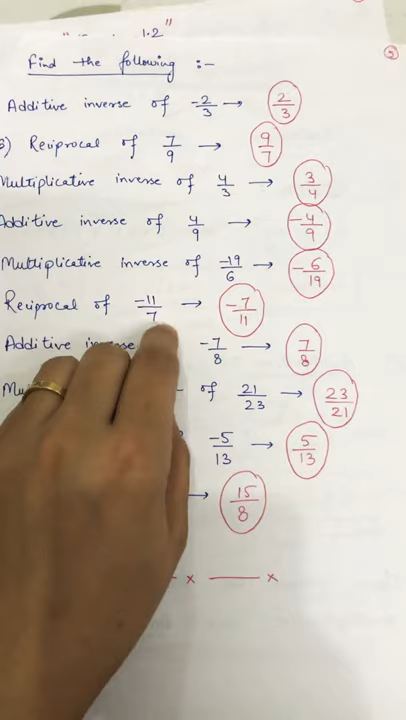 1.2"
②
Find the following :-
Additive inverse of -2/3 → 2/3
3) Reciprocal of 7/9 → 9/7
Multiplicative inverse of 4/3 → 3/4
Additive inverse of 4/9 → -4/9
Multiplicative inverse of -19/6 → -6/19
Reciprocal of -11/7 → -7/11
Additive -7/8 → 7/8
of 21/23 → 23/21
-5/13 → 5/13
→ 15/8
x x